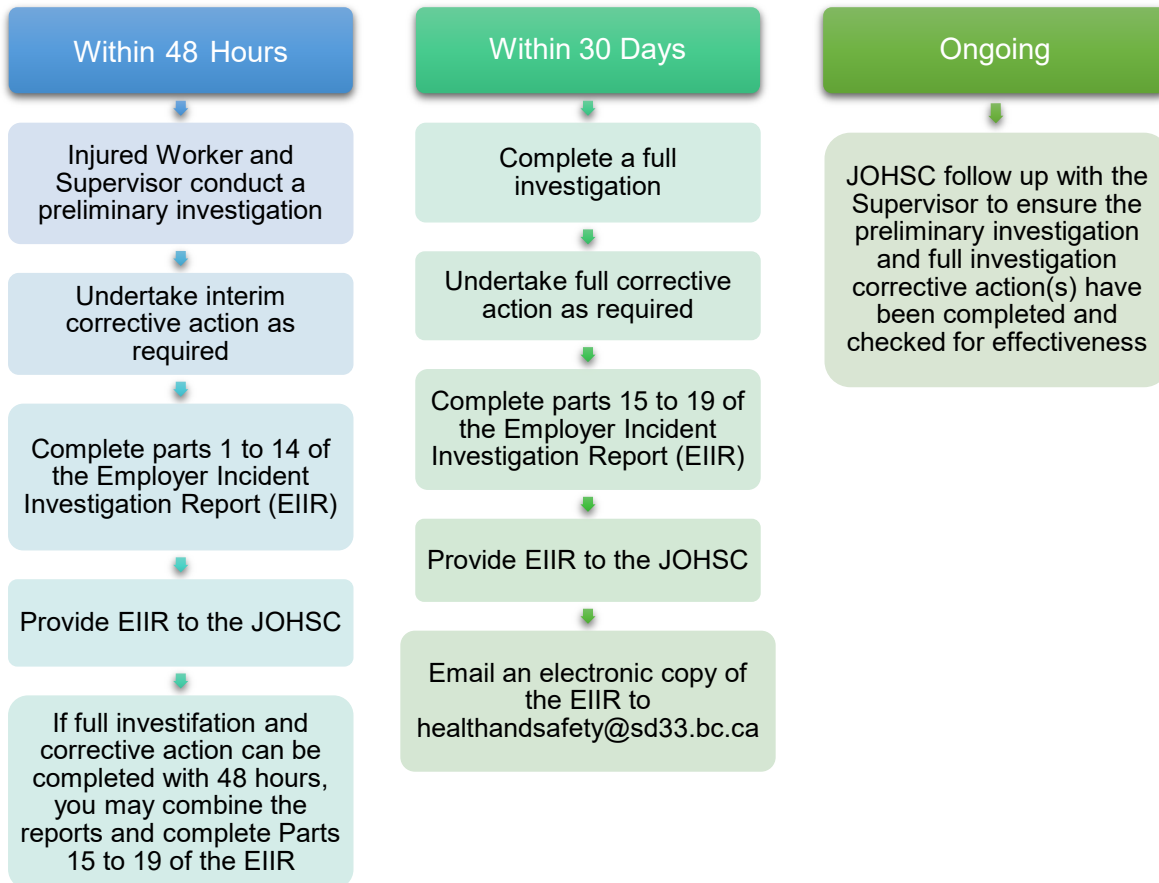 Within 48 Hours
Injured Worker and
Supervisor conduct a
preliminary investigation
Undertake interim
corrective action as
required
Complete parts 1 to 14 of
the Employer Incident
Investigation Report (EIIR)
Provide EIIR to the JOHSC
If full investifation and
corrective action can be
completed with 48 hours,
you may combine the
reports and complete Parts
15 to 19 of the EIIR
Within 30 Days
Complete a full
investigation
Undertake full corrective
action as required
Complete parts 15 to 19 of
the Employer Incident
Investigation Report (EIIR)
Provide EIIR to the JOHSC
Email an electronic copy of
the EIIR to
healthandsafety@sd33.bc.ca
Ongoing
JOHSC follow up with the
Supervisor to ensure the
preliminary investigation
and full investigation
corrective action(s) have
been completed and
checked for effectiveness